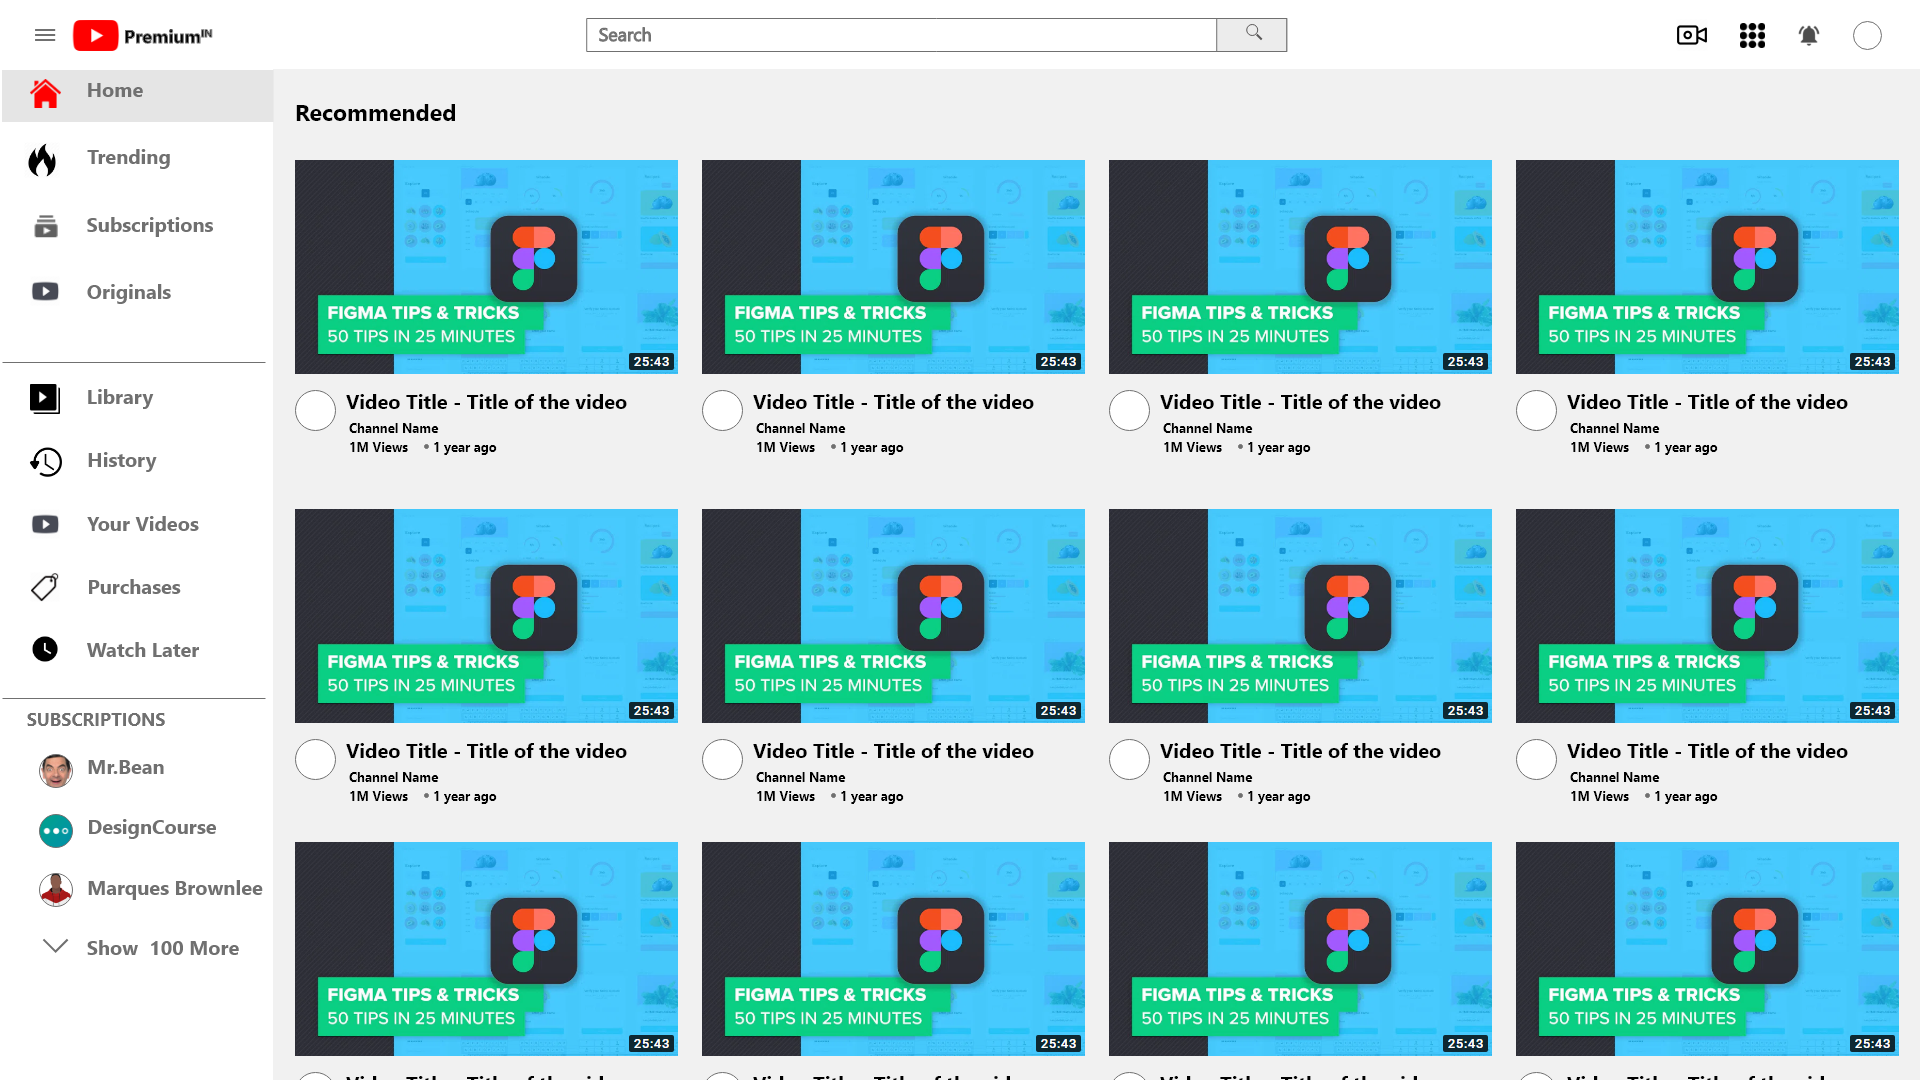 Premium IN
Search
Home
Trending
Subscriptions
Originals
Library
History
Your Videos
Purchases
Watch Later
SUBSCRIPTIONS
Mr.Bean
DesignCourse
Marques Brownlee
Show 100 More
Recommended
FIGMA TIPS & TRICKS
50 TIPS IN 25 MINUTES
25:43
FIGMA TIPS & TRICKS
50 TIPS IN 25 MINUTES
25:43
FIGMA TIPS & TRICKS
50 TIPS IN 25 MINUTES
25:43
FIGMA TIPS & TRICKS
50 TIPS IN 25 MINUTES
25:43
Video Title - Title of the video
Channel Name
1M Views • 1 year ago
Video Title - Title of the video
Channel Name
1M Views • 1 year ago
Video Title - Title of the video
Channel Name
1M Views • 1 year ago
Video Title - Title of the video
Channel Name
1M Views • 1 year ago
FIGMA TIPS & TRICKS
50 TIPS IN 25 MINUTES
25:43
FIGMA TIPS & TRICKS
50 TIPS IN 25 MINUTES
25:43
FIGMA TIPS & TRICKS
50 TIPS IN 25 MINUTES
25:43
FIGMA TIPS & TRICKS
50 TIPS IN 25 MINUTES
25:43
Video Title - Title of the video
Channel Name
1M Views • 1 year ago
Video Title - Title of the video
Channel Name
1M Views • 1 year ago
Video Title - Title of the video
Channel Name
1M Views • 1 year ago
Video Title - Title of the video
Channel Name
1M Views • 1 year ago
FIGMA TIPS & TRICKS
50 TIPS IN 25 MINUTES
25:43
FIGMA TIPS & TRICKS
50 TIPS IN 25 MINUTES
25:43
FIGMA TIPS & TRICKS
50 TIPS IN 25 MINUTES
25:43
FIGMA TIPS & TRICKS
50 TIPS IN 25 MINUTES
25:43